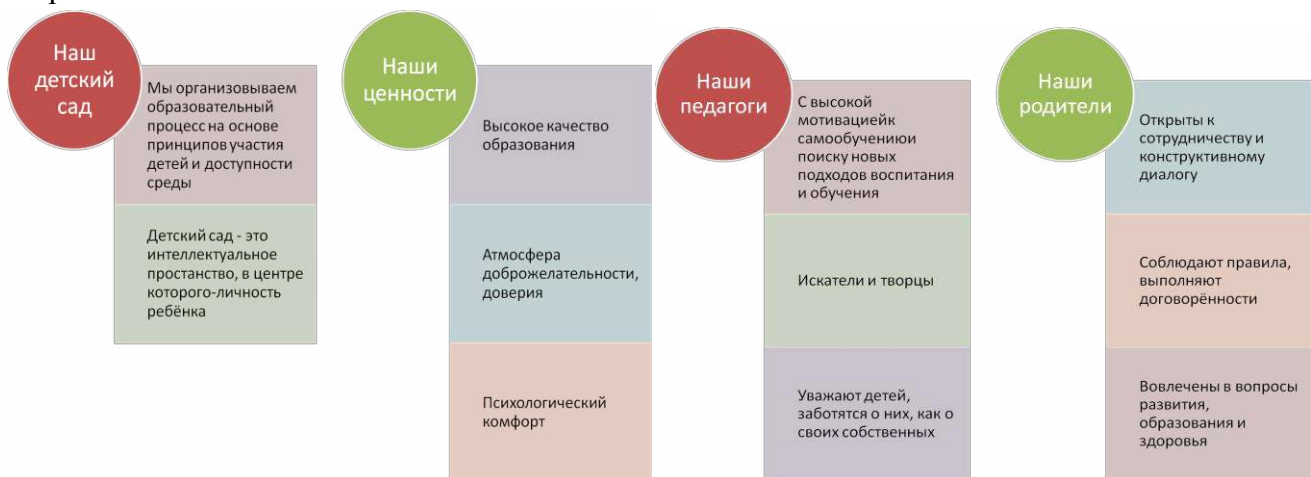 Наш
детский
сад
Мы организовываем
образовательный
процесс на основе
принципов участия
детей и доступности
среды
Детский сад - это
интеллектуальное
простанство, в центре
которого-личность
ребёнка
Наши
ценности
Высокое качество
образования
Атмосфера
доброжелательности,
доверия
Психологический
комфорт
Наши
педагоги
С высокой
мотивациейк
самообучениюи
поиску новых
подходов воспитания
и обучения
Искатели и творцы
Уважают детей,
заботятся о них, как о
своих собственных
Наши
родители
Открыты к
сотрудничеству и
конструктивному
диалогу
Соблюдают правила,
выполняют
договорённости
Вовлечены в вопросы
развития,
образования и
здоровья